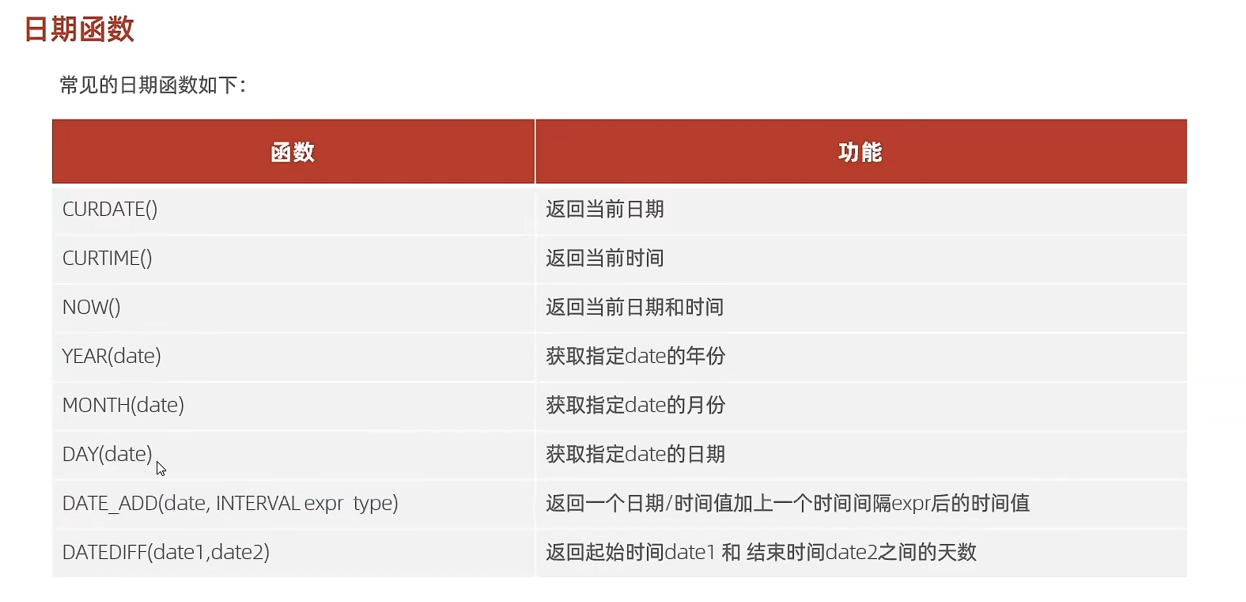 日期函数
常见的日期函数如下：
函数 功能
CURDATE() 返回当前日期
CURTIME() 返回当前时间
NOW() 返回当前日期和时间
YEAR(date) 获取指定date的年份
MONTH(date) 获取指定date的月份
DAY(date) 获取指定date的日期
DATE_ADD(date, INTERVAL expr type) 返回一个日期/时间值加上一个时间间隔expr后的时间值
DATEDIFF(date1,date2) 返回起始时间date1 和 结束时间date2之间的天数